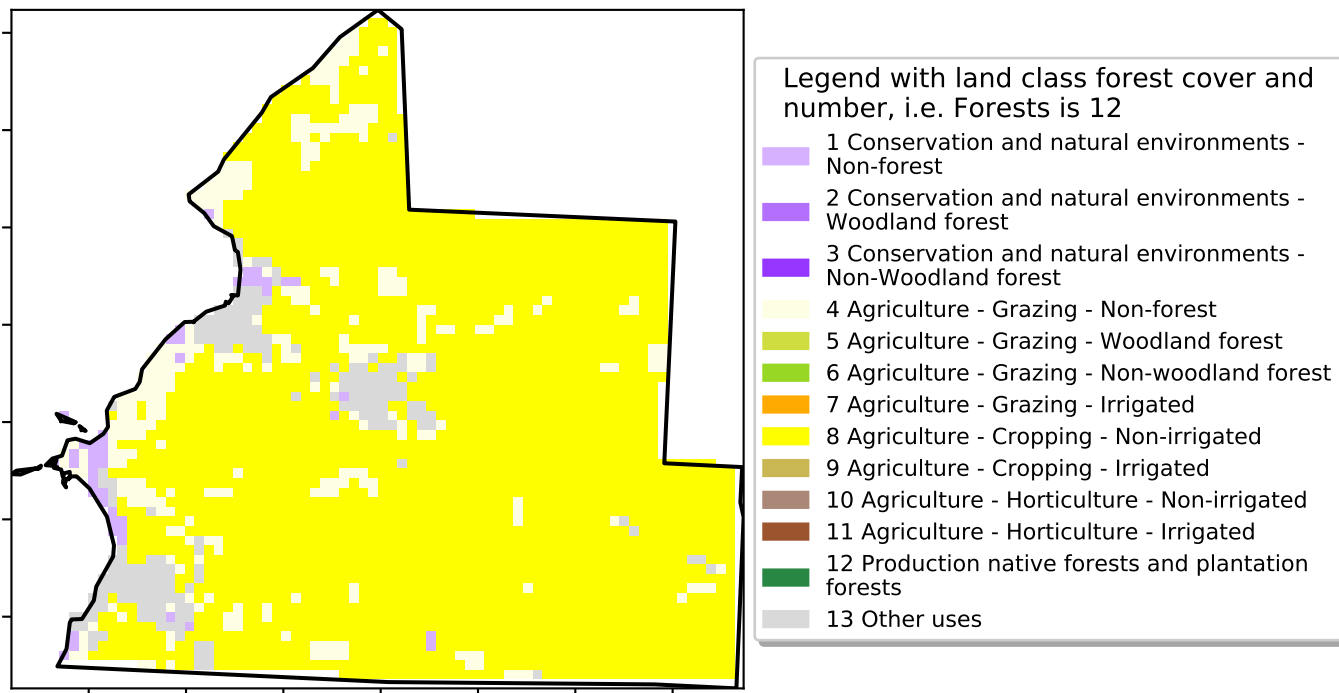 Legend with land class forest cover and
number, i.e. Forests is 12
1 Conservation and natural environments -
Non-forest
2 Conservation and natural environments -
Woodland forest
3 Conservation and natural environments -
Non-Woodland forest
4 Agriculture - Grazing - Non-forest
5 Agriculture - Grazing - Woodland forest
6 Agriculture - Grazing - Non-woodland forest
7 Agriculture - Grazing - Irrigated
8 Agriculture - Cropping - Non-irrigated
9 Agriculture - Cropping - Irrigated
10 Agriculture - Horticulture - Non-irrigated
11 Agriculture - Horticulture - Irrigated
12 Production native forests and plantation
forests
13 Other uses